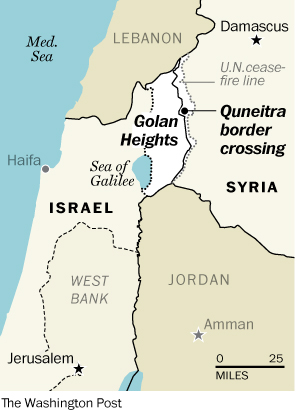 Damascus
LEBANON
Med.
Sea
U.N.cease-
fire line
Golan
Heights
Quneitra
border
crossing
Haifa
Sea of
Galilee
SYRIA
ISRAEL
WEST
BANK
JORDAN
Amman
Jerusalem
0 25
MILES
The Washington Post